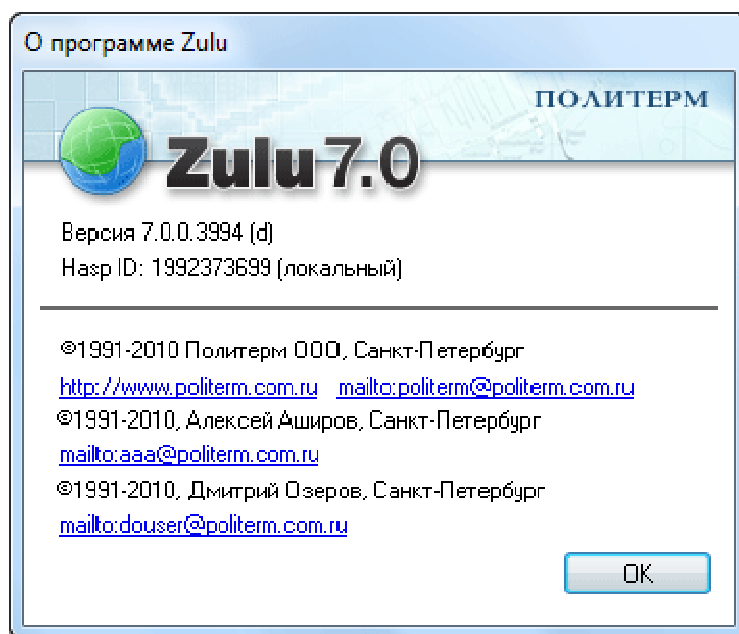 О программе Zulu
ПОЛИТЕРМ
Zulu 7.0
Версия 7.0.0.3994 (d)
Hasp ID: 1992373699 (локальный)
©1991-2010 Политерм ООО, Санкт-Петербург
http://www.politerm.com.ru mailto:politerm@politerm.com.ru
©1991-2010, Алексей Аширов, Санкт-Петербург
mailto:aaa@politerm.com.ru
©1991-2010, Дмитрий Озеров, Санкт-Петербург
mailto:douser@politerm.com.ru
OK